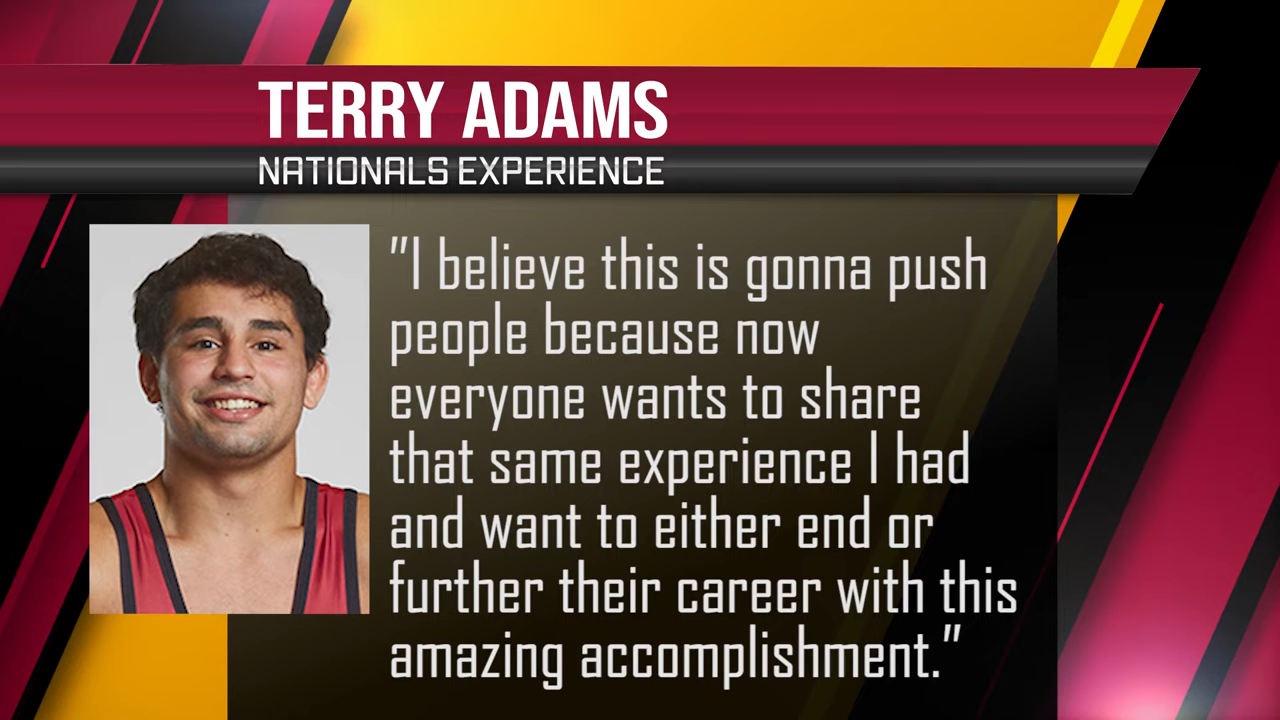 TERRY ADAMS
NATIONALS EXPERIENCE
"I believe this is gonna push
people because now
everyone wants to share
that same experience I had
and want to either end or
further their career with this
amazing accomplishment."